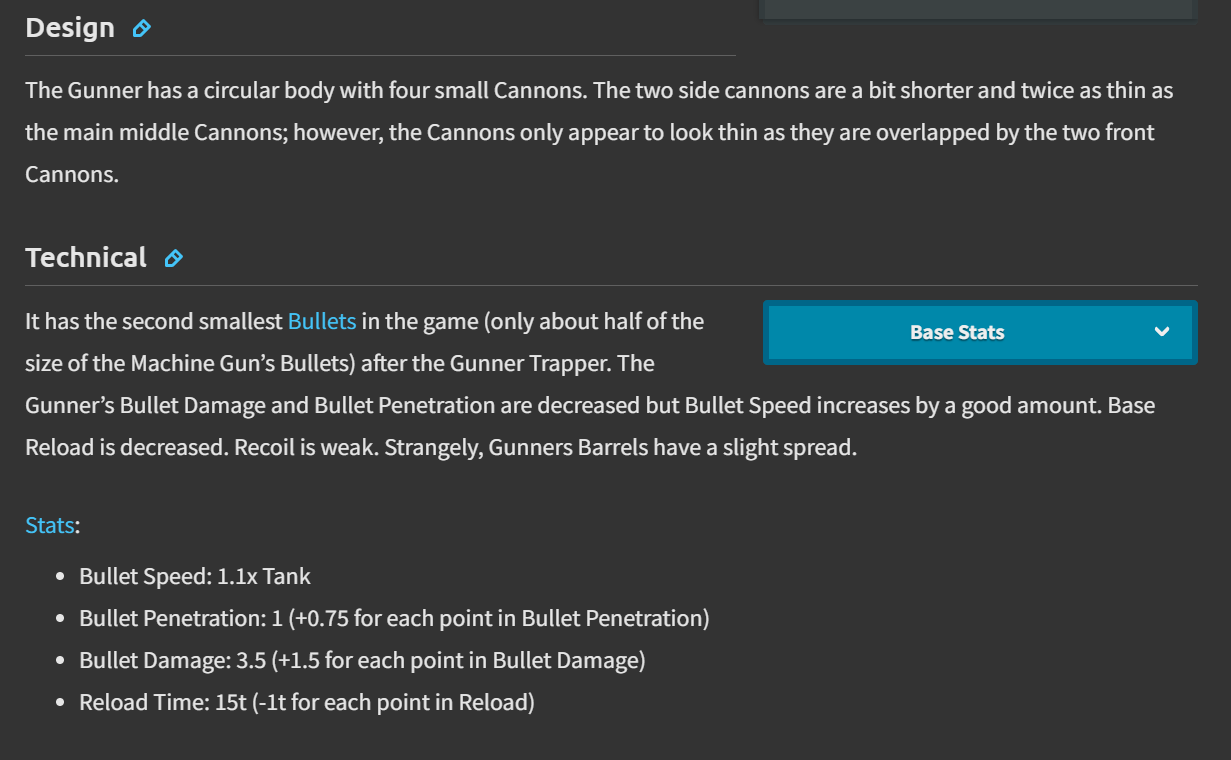 Design
The Gunner has a circular body with four small Cannons. The two side cannons are a bit shorter and twice as thin as
the main middle Cannons; however, the Cannons only appear to look thin as they are overlapped by the two front
Cannons.
Technical
It has the second smallest Bullets in the game (only about half of the
size of the Machine Gun’s Bullets) after the Gunner Trapper. The
Base Stats
Gunner’s Bullet Damage and Bullet Penetration are decreased but Bullet Speed increases by a good amount. Base
Reload is decreased. Recoil is weak. Strangely, Gunners Barrels have a slight spread.
Stats:
• Bullet Speed: 1.1x Tank
• Bullet Penetration: 1 (+0.75 for each point in Bullet Penetration)
• Bullet Damage: 3.5 (+1.5 for each point in Bullet Damage)
• Reload Time: 15t (-1t for each point in Reload)